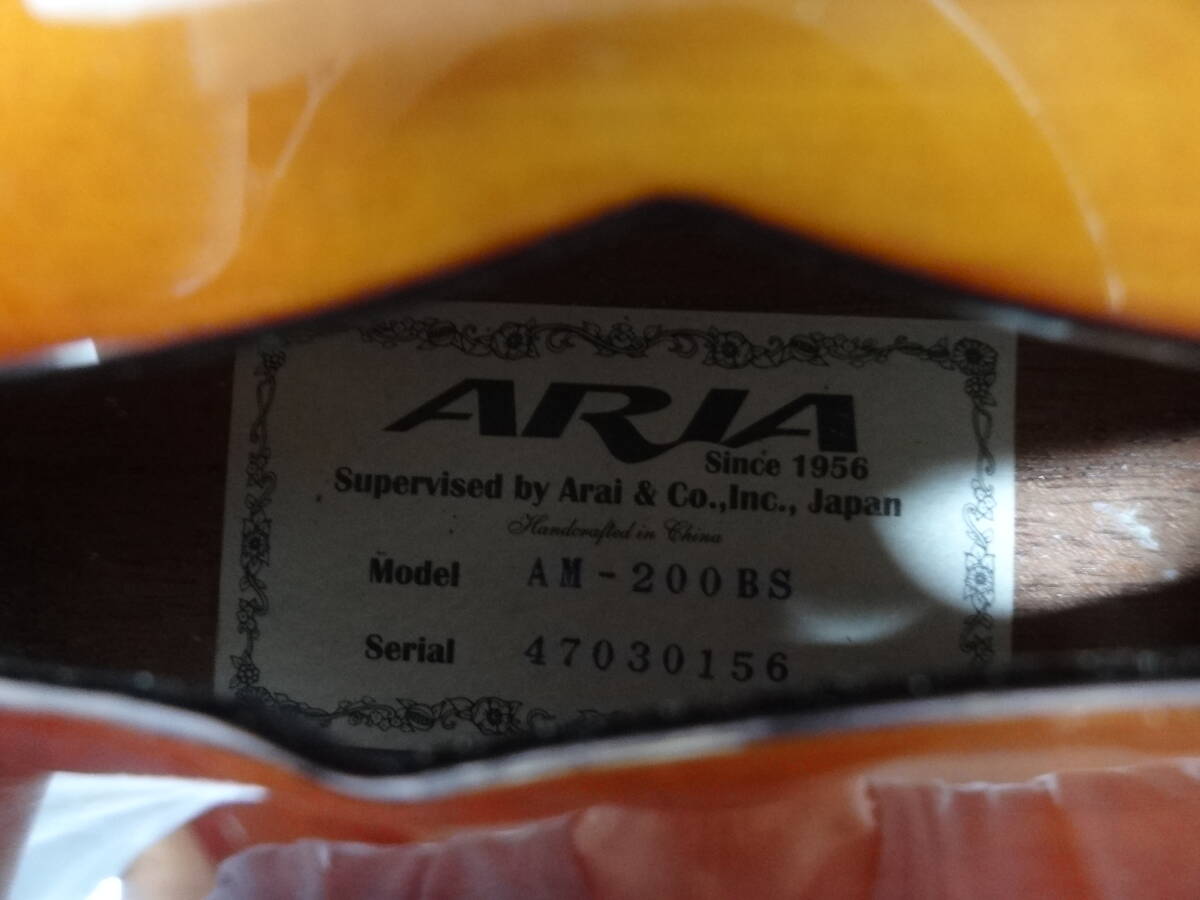 ARIA
Since 1956
Supervised by Arai & Co.,Inc., Japan
Handcrafted in China
Model AM-200BS
Serial 47030156